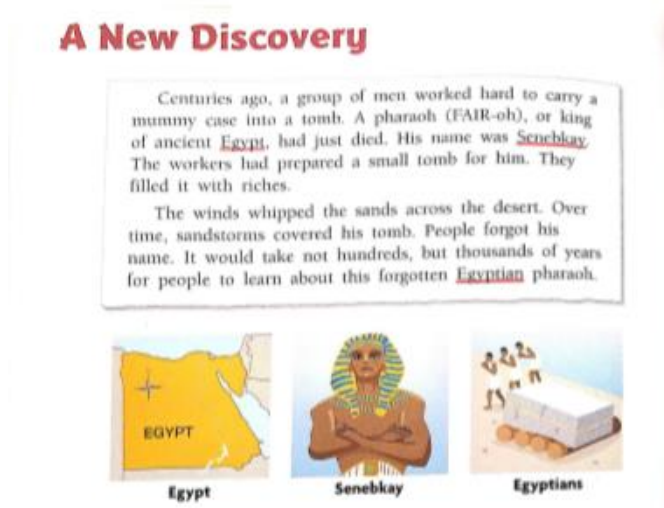 A New Discovery
Centuries ago, a group of men worked hard to carry a
mummy case into a tomb. A pharaoh (FAIR-oh), or king
of ancient Egypt, had just died. His name was Senebkay.
The workers had prepared a small tomb for him. They
filled it with riches.
The winds whipped the sands across the desert. Over
time, sandstorms covered his tomb. People forgot his
name. It would take not hundreds, but thousands of years
for people to learn about this forgotten Egyptian pharaoh.
EGYPT
Egypt
Senebkay
Egyptians